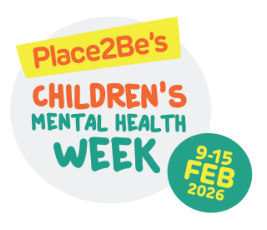 Place2Be's
CHILDREN'S
MENTAL HEALTH
WEEK
9-15
FEB
2026